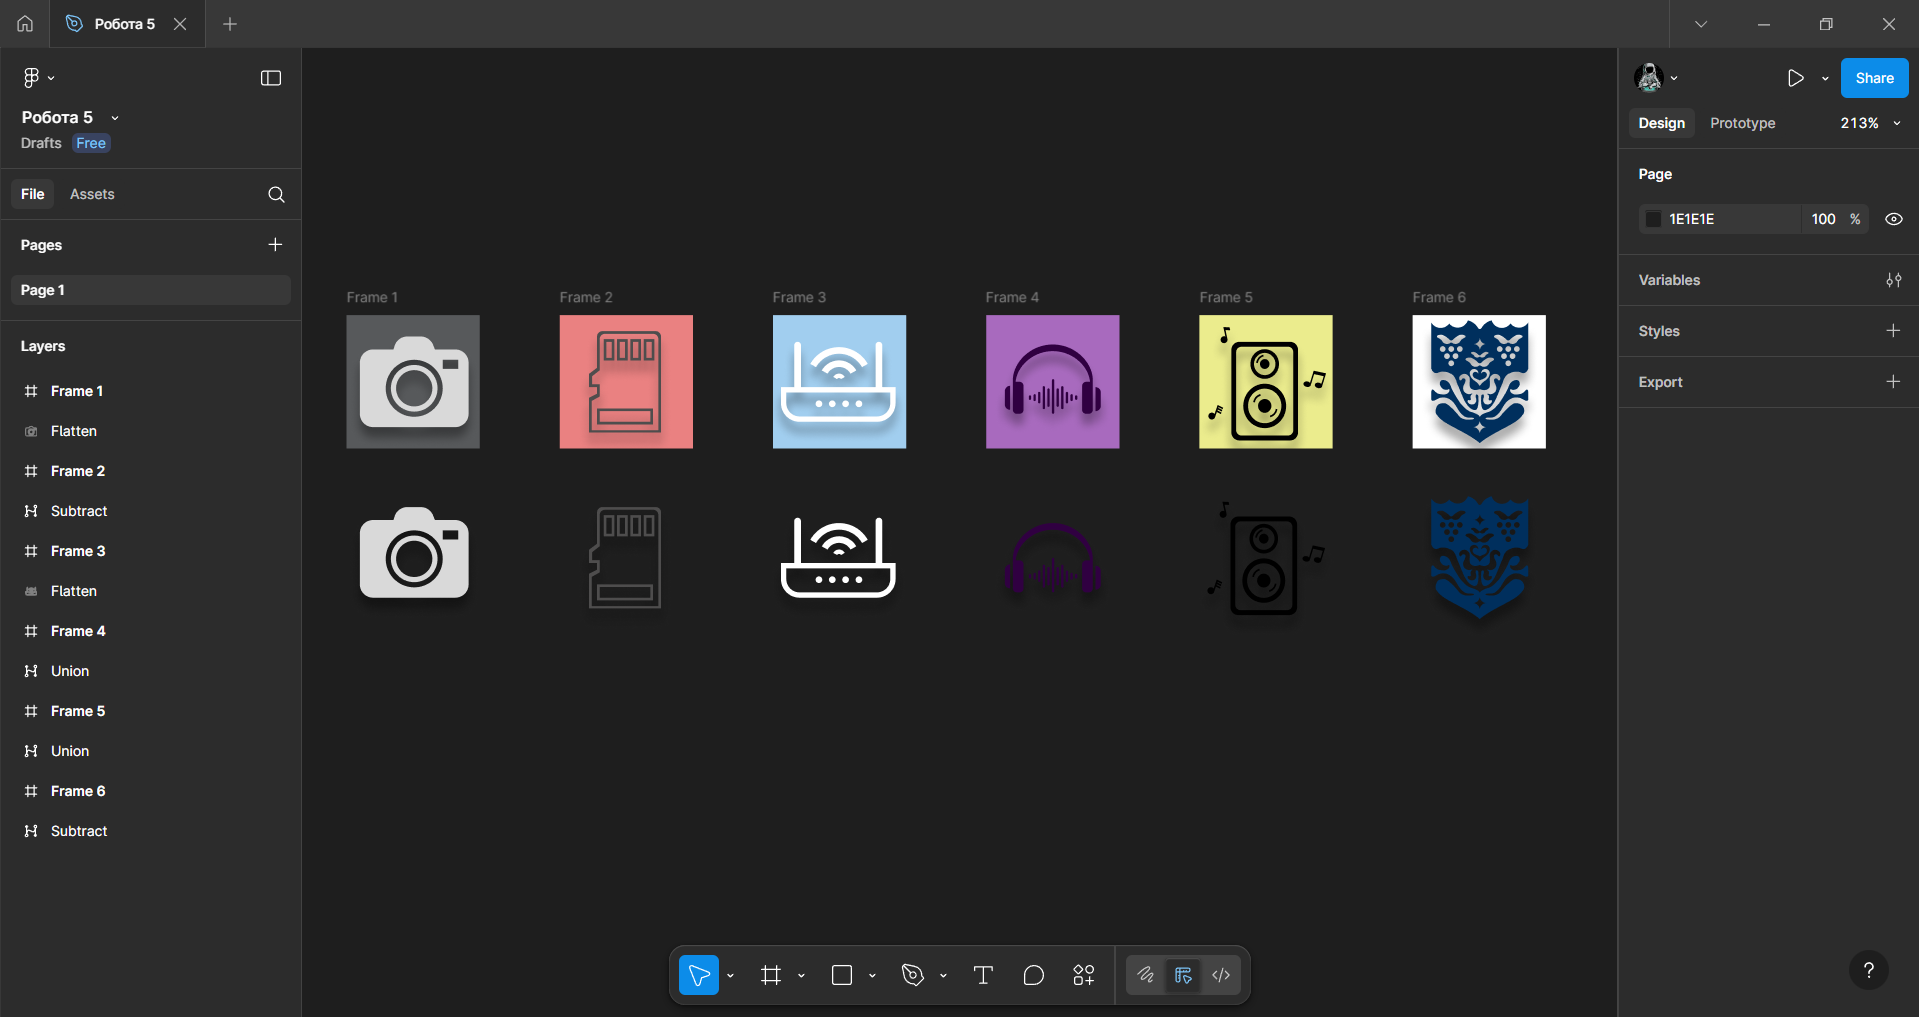 Робота 5
Робота 5
Drafts Free
File Assets
Pages
Page 1
Layers
Frame 1
Flatten
Frame 2
Subtract
Frame 3
Flatten
Frame 4
Union
Frame 5
Union
Frame 6
Subtract
Frame 1
Frame 2
Frame 3
Frame 4
Frame 5
Frame 6
Share
Design Prototype 213%
Page
1E1E1E 100 %
Variables
Styles
Export
?